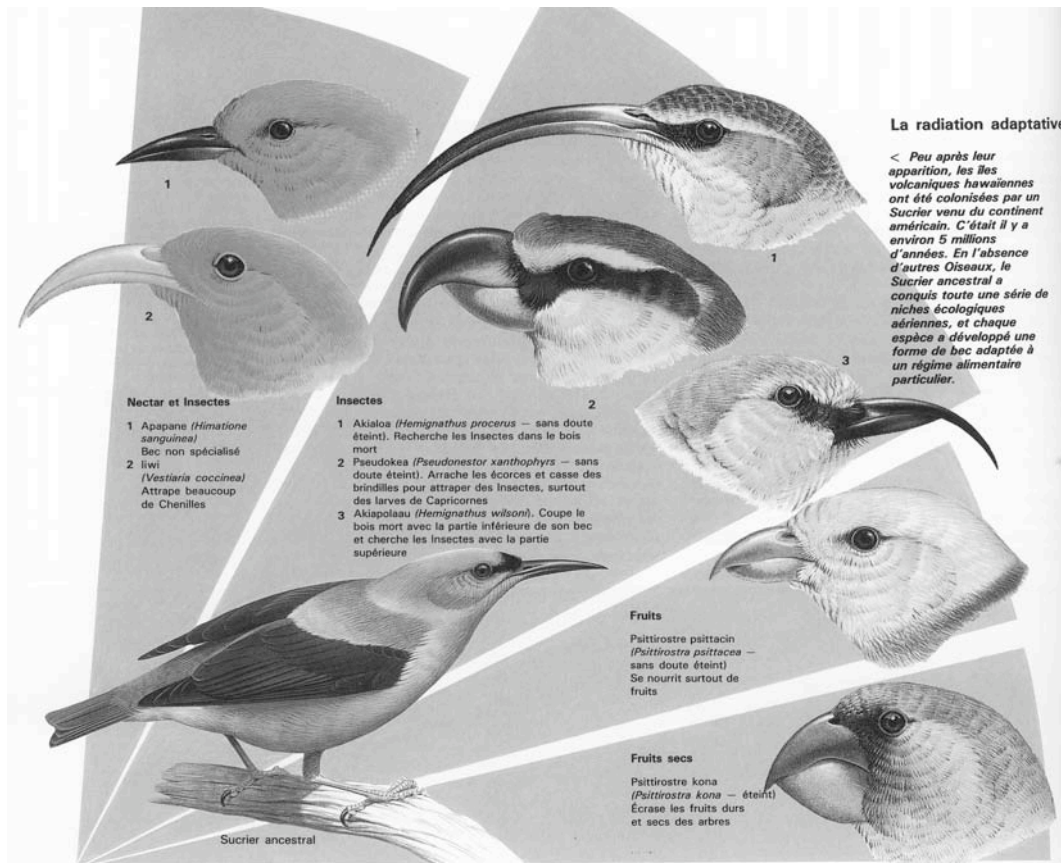 La radiation adaptative
< Peu après leur
apparition, les îles
volcaniques hawaïennes
ont été colonisées par un
Sucrier venu du continent
américain. C'était il y a
environ 5 millions
d'années. En l'absence
d'autres Oiseaux, le
Sucrier ancestral a
conquis toute une série de
niches écologiques
aériennes, et chaque
espèce a développé une
forme de bec adaptée à
un régime alimentaire
particulier.
1
2
1
2
3
Nectar et Insectes
1 Apapane (Himatione
sanguinea)
Bec non spécialisé
2 Iiwi
(Vestiaria coccinea)
Attrape beaucoup
de Chenilles
Insectes
1 Akialoa (Hemignathus procerus — sans doute
éteint). Recherche les Insectes dans le bois
mort
2 Pseudokea (Pseudonestor xanthophyrs — sans
doute éteint). Arrache les écorces et casse des
brindilles pour attraper des Insectes, surtout
des larves de Capricornes
3 Akiapolaau (Hemignathus wilsoni). Coupe le
bois mort avec la partie inférieure de son bec
et cherche les Insectes avec la partie
supérieure
Fruits
Psittirostre psittacin
(Psittirostra psittacea —
sans doute éteint)
Se nourrit surtout de
fruits
Fruits secs
Psittirostre kona
(Psittirostra kona — éteint)
Écrase les fruits durs
et secs des arbres
Sucrier ancestral